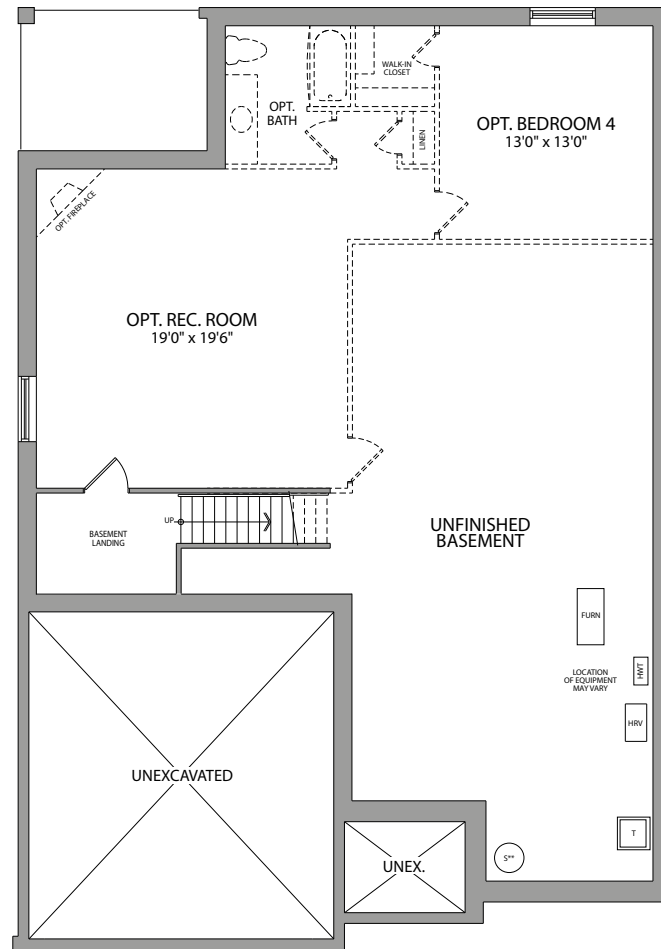 WALK-IN
CLOSET
OPT.
BATH
LINEN
OPT. BEDROOM 4
13'0" x 13'0"
OPT. FIREPLACE
OPT. REC. ROOM
19'0" x 19'6"
UP
BASEMENT
LANDING
UNFINISHED
BASEMENT
FURN
LOCATION
OF EQUIPMENT
MAY VARY
HWT
HRV
UNEXCAVATED
T
S**
UNEX.